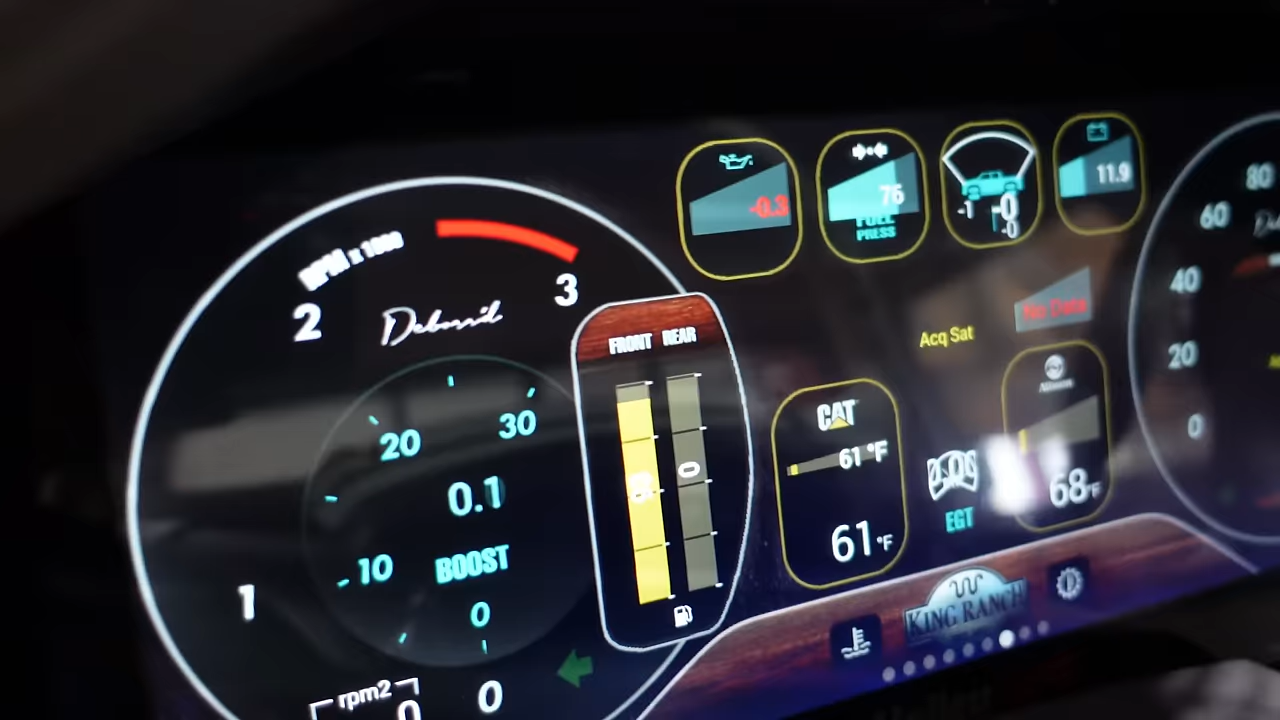 RPM x 1000
2
3
1
0
20
30
10
0
0.1
BOOST
rpm2
0
FRONT REAR
0
-0.3
76
FUEL
PRESS
-1
-0
-0
11.9
Acq Sat
No Data
CAT
61 °F
61 °F
EGT
Allison
68 °F
KING RANCH
80
60
40
20
0